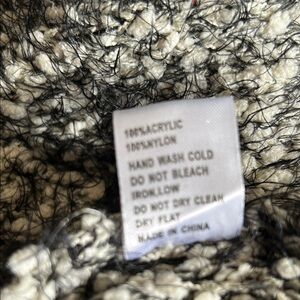 100%ACRYLIC
100%NYLON
HAND WASH COLD
DO NOT BLEACH
IRON.LOW
DO NOT DRY CLEAN
DRY FLAT
MADE IN CHINA